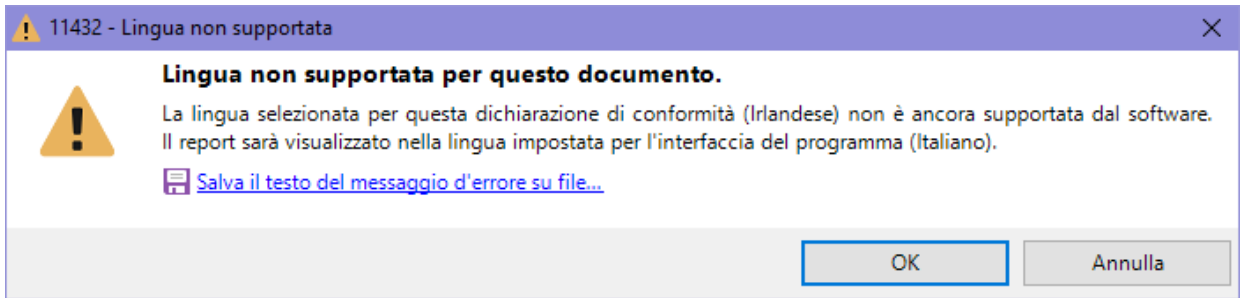 11432 - Lingua non supportata
Lingua non supportata per questo documento.
La lingua selezionata per questa dichiarazione di conformità (Irlandese) non è ancora supportata dal software.
Il report sarà visualizzato nella lingua impostata per l'interfaccia del programma (Italiano).
Salva il testo del messaggio d'errore su file...
OK
Annulla